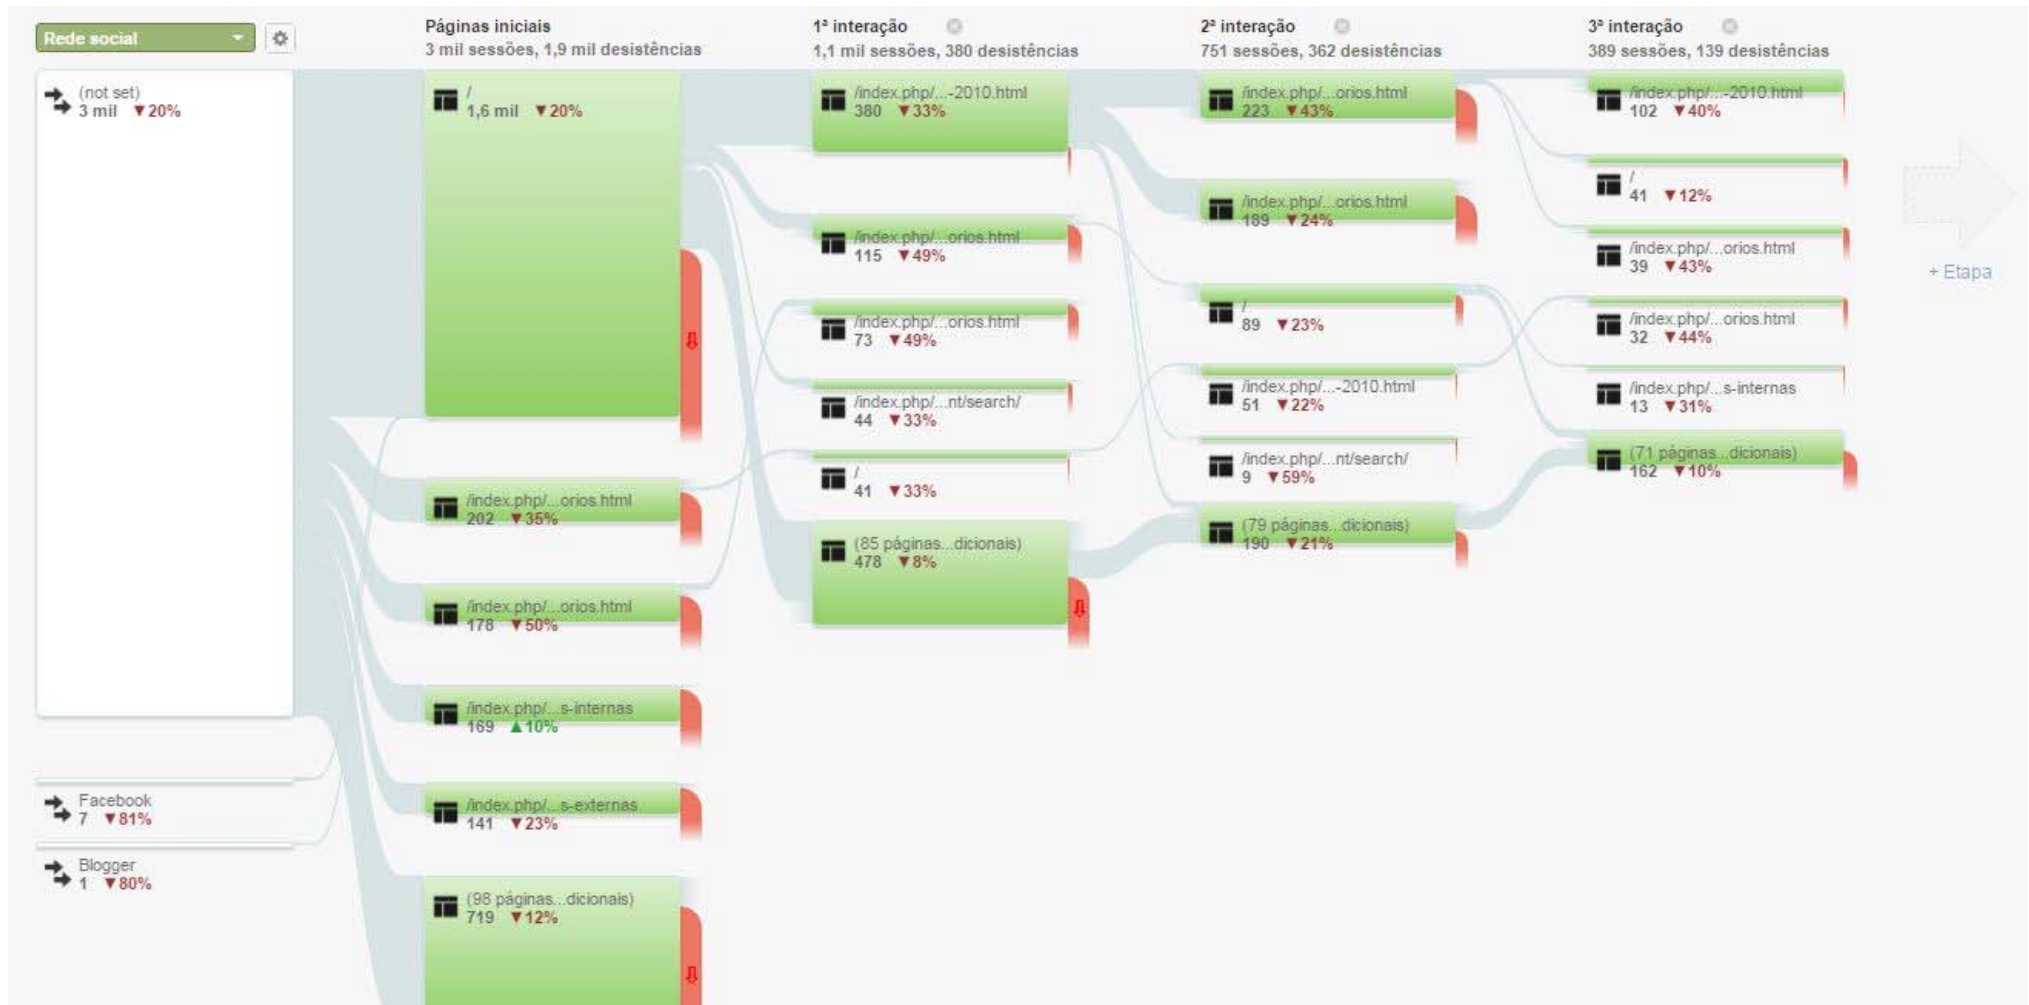 Rede social
(not set)
3 mil ▼20%
Facebook
7 ▼81%
Blogger
1 ▼80%
Páginas iniciais
3 mil sessões, 1,9 mil desistências
/
1,6 mil ▼20%
/index.php/...orios.html
202 ▼35%
/index.php/...orios.html
178 ▼50%
/index.php/...s-internas
169 ▲10%
/index.php/...s-externas
141 ▼23%
(98 páginas...dicionais)
719 ▼12%
1ª interação
1,1 mil sessões, 380 desistências
/index.php/...-2010.html
380 ▼33%
/index.php/...orios.html
115 ▼49%
/index.php/...orios.html
73 ▼49%
/index.php/...nt/search/
44 ▼33%
/
41 ▼33%
(85 páginas...dicionais)
478 ▼8%
2ª interação
751 sessões, 362 desistências
/index.php/...orios.html
223 ▼43%
/index.php/...orios.html
189 ▼24%
/
89 ▼23%
/index.php/...-2010.html
51 ▼22%
/index.php/...nt/search/
9 ▼59%
(79 páginas...dicionais)
190 ▼21%
3ª interação
389 sessões, 139 desistências
/index.php/...-2010.html
102 ▼40%
/
41 ▼12%
/index.php/...orios.html
39 ▼43%
/index.php/...orios.html
32 ▼44%
/index.php/...s-internas
13 ▼31%
(71 páginas...dicionais)
162 ▼10%
+ Etapa